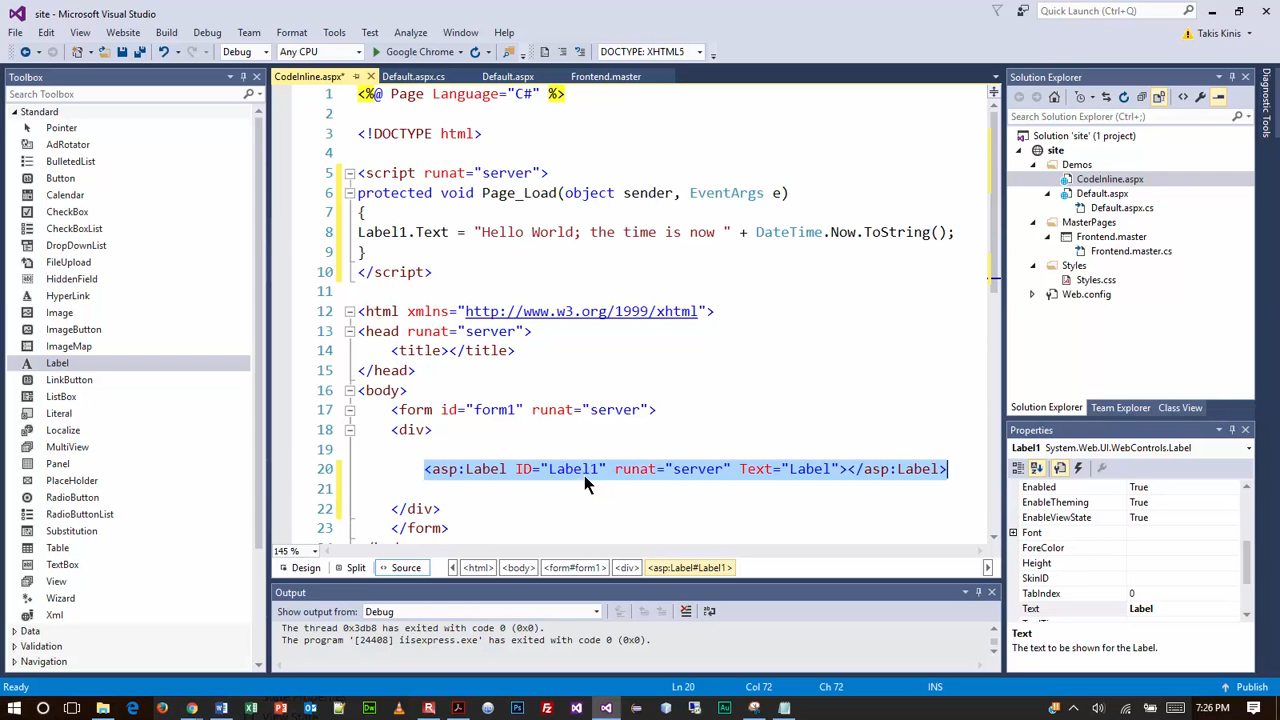 site - Microsoft Visual Studio
Quick Launch (Ctrl+Q)
File Edit View Website Build Debug Team Format Tools Test Analyze Window Help
Takis Kinis
Debug Any CPU Google Chrome DOCTYPE: XHTML5
Toolbox
Search Toolbox
Standard
Pointer
AdRotator
BulletedList
Button
Calendar
CheckBox
CheckBoxList
DropDownList
FileUpload
HiddenField
HyperLink
Image
ImageButton
ImageMap
Label
LinkButton
ListBox
Literal
Localize
MultiView
Panel
PlaceHolder
RadioButton
RadioButtonList
Substitution
Table
TextBox
View
Wizard
Xml
Data
Validation
Navigation
CodeInline.aspx* Default.aspx.cs Default.aspx Frontend.master
1 <%@ Page Language="C#" %>
2
3 <!DOCTYPE html>
4
5 <script runat="server">
6 protected void Page_Load(object sender, EventArgs e)
7 {
8 Label1.Text = "Hello World; the time is now " + DateTime.Now.ToString();
9 }
10 </script>
11
12 <html xmlns="http://www.w3.org/1999/xhtml">
13 <head runat="server">
14 <title></title>
15 </head>
16 <body>
17 <form id="form1" runat="server">
18 <div>
19
20 <asp:Label ID="Label1" runat="server" Text="Label"></asp:Label>
21
22 </div>
23 </form>
145 %
Design Split Source <html> <body> <form#form1> <div> <asp:Label#Label1>
Output
Show output from: Debug
The thread 0x3db8 has exited with code 0 (0x0).
The program '[24408] iisexpress.exe' has exited with code 0 (0x0).
Solution Explorer
Search Solution Explorer (Ctrl+;)
Solution 'site' (1 project)
site
Demos
CodeInline.aspx
Default.aspx
Default.aspx.cs
MasterPages
Frontend.master
Frontend.master.cs
Styles
Styles.css
Web.config
Solution Explorer Team Explorer Class View
Properties
Label1 System.Web.UI.WebControls.Label
Enabled True
EnableTheming True
EnableViewState True
Font
ForeColor
Height
SkinID
TabIndex 0
Text Label
Text
The text to be shown for the Label.
Diagnostic Tools
Ready Ln 20 Col 72 Ch 72 INS Publish
7:26 PM